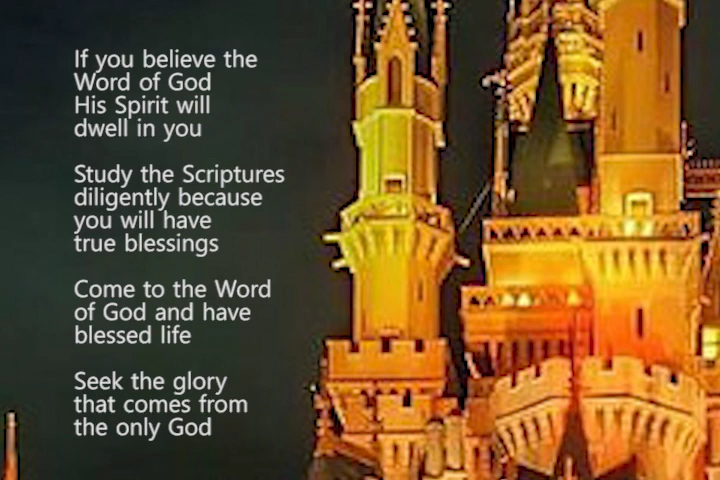 If you believe the
Word of God
His Spirit will
dwell in you
Study the Scriptures
diligently because
you will have
true blessings
Come to the Word
of God and have
blessed life
Seek the glory
that comes from
the only God